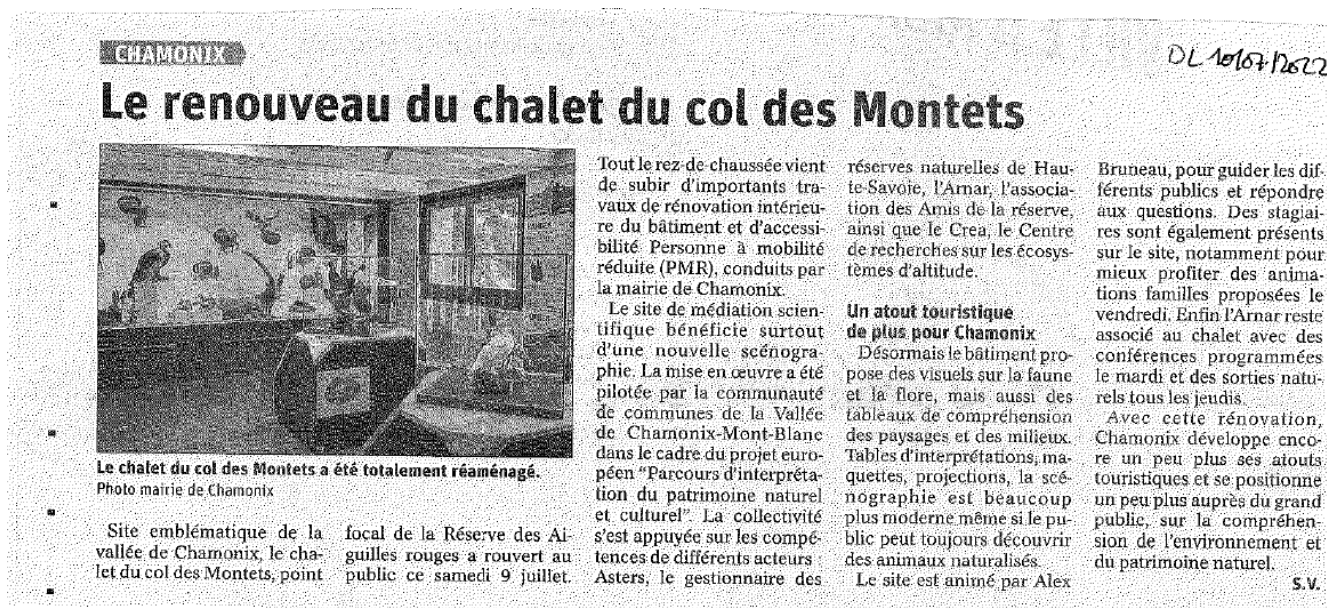 CHAMONIX
DL 10/07/2022
Le renouveau du chalet du col des Montets
Le chalet du col des Montets a été totalement réaménagé.
Photo mairie de Chamonix
Site emblématique de la
vallée de Chamonix, le cha-
let du col des Montets, point
focal de la Réserve des Ai-
guilles rouges a rouvert au
public ce samedi 9 juillet.
Tout le rez-de-chaussée vient
de subir d'importants tra-
vaux de rénovation intérieu-
re du bâtiment et d'accessi-
bilité Personne à mobilité
réduite (PMR), conduits par
la mairie de Chamonix.
Le site de médiation scien-
tifique bénéficie surtout
d'une nouvelle scénogra-
phie. La mise en œuvre a été
pilotée par la communauté
de communes de la Vallée
de Chamonix-Mont-Blanc
dans le cadre du projet euro-
péen "Parcours d'interpréta-
tion du patrimoine naturel
et culturel". La collectivité
s'est appuyée sur les compé-
tences de différents acteurs :
Asters, le gestionnaire des
réserves naturelles de Hau-
te-Savoie, l'Arnar, l'associa-
tion des Amis de la réserve,
ainsi que le Crea, le Centre
de recherches sur les écosys-
tèmes d'altitude.
Un atout touristique
de plus pour Chamonix
Désormais le bâtiment pro-
pose des visuels sur la faune
et la flore, mais aussi des
tableaux de compréhension
des paysages et des milieux.
Tables d'interprétations, ma-
quettes, projections, la scé-
nographie est beaucoup
plus moderne même si le pu-
blic peut toujours découvrir
des animaux naturalisés.
Le site est animé par Alex
Bruneau, pour guider les dif-
férents publics et répondre
aux questions. Des stagiai-
res sont également présents
sur le site, notamment pour
mieux profiter des anima-
tions familles proposées le
vendredi. Enfin l'Arnar reste
associé au chalet avec des
conférences programmées
le mardi et des sorties natu-
rels tous les jeudis.
Avec cette rénovation,
Chamonix développe enco-
re un peu plus ses atouts
touristiques et se positionne
un peu plus auprès du grand
public, sur la compréhen-
sion de l'environnement et
du patrimoine naturel.
S.V.